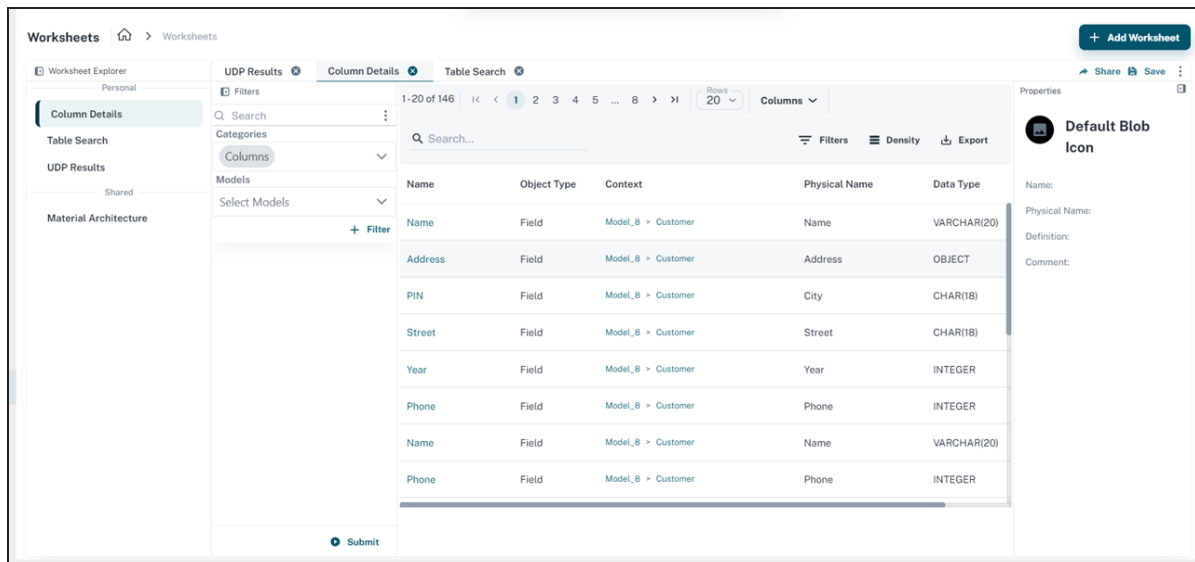 Worksheets > Worksheets
+ Add Worksheet
Worksheet Explorer
Personal
Column Details
Table Search
UDP Results
Shared
Material Architecture
UDP Results Column Details Table Search
Share Save
Filters
Search
Categories
Columns
Models
Select Models
+ Filter
Submit
1-20 of 146 1 2 3 4 5 ... 8 Rows 20 Columns
Search...
Filters Density Export
Name Object Type Context Physical Name Data Type
Name Field Model_8 > Customer Name VARCHAR(20)
Address Field Model_8 > Customer Address OBJECT
PIN Field Model_8 > Customer City CHAR(18)
Street Field Model_8 > Customer Street CHAR(18)
Year Field Model_8 > Customer Year INTEGER
Phone Field Model_8 > Customer Phone INTEGER
Name Field Model_8 > Customer Name VARCHAR(20)
Phone Field Model_8 > Customer Phone INTEGER
Properties
Default Blob
Icon
Name:
Physical Name:
Definition:
Comment: